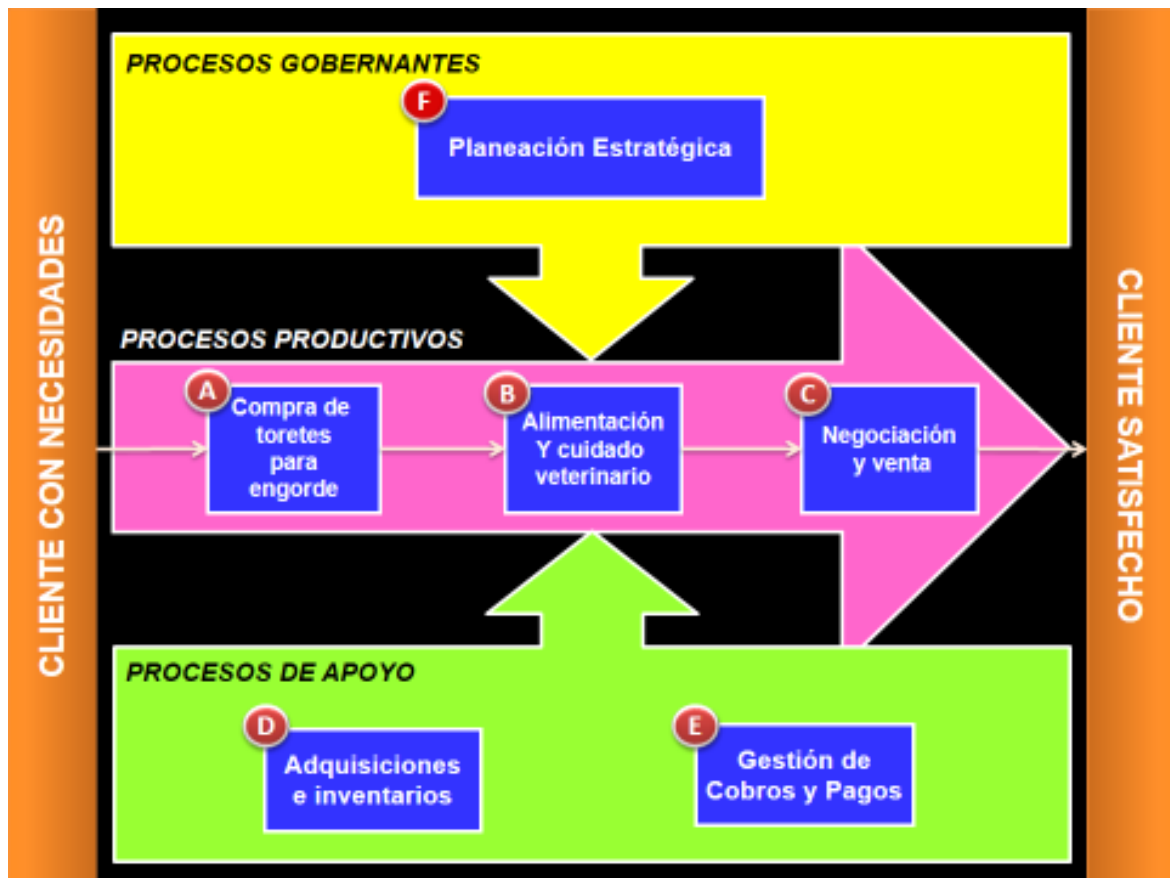 CLIENTE CON NECESIDADES
PROCESOS GOBERNANTES
F
Planeación Estratégica
PROCESOS PRODUCTIVOS
A
Compra de
toretes
para
engorde
B
Alimentación
Y cuidado
veterinario
C
Negociación
y venta
PROCESOS DE APOYO
D
Adquisiciones
e inventarios
E
Gestión de
Cobros y Pagos
CLIENTE SATISFECHO